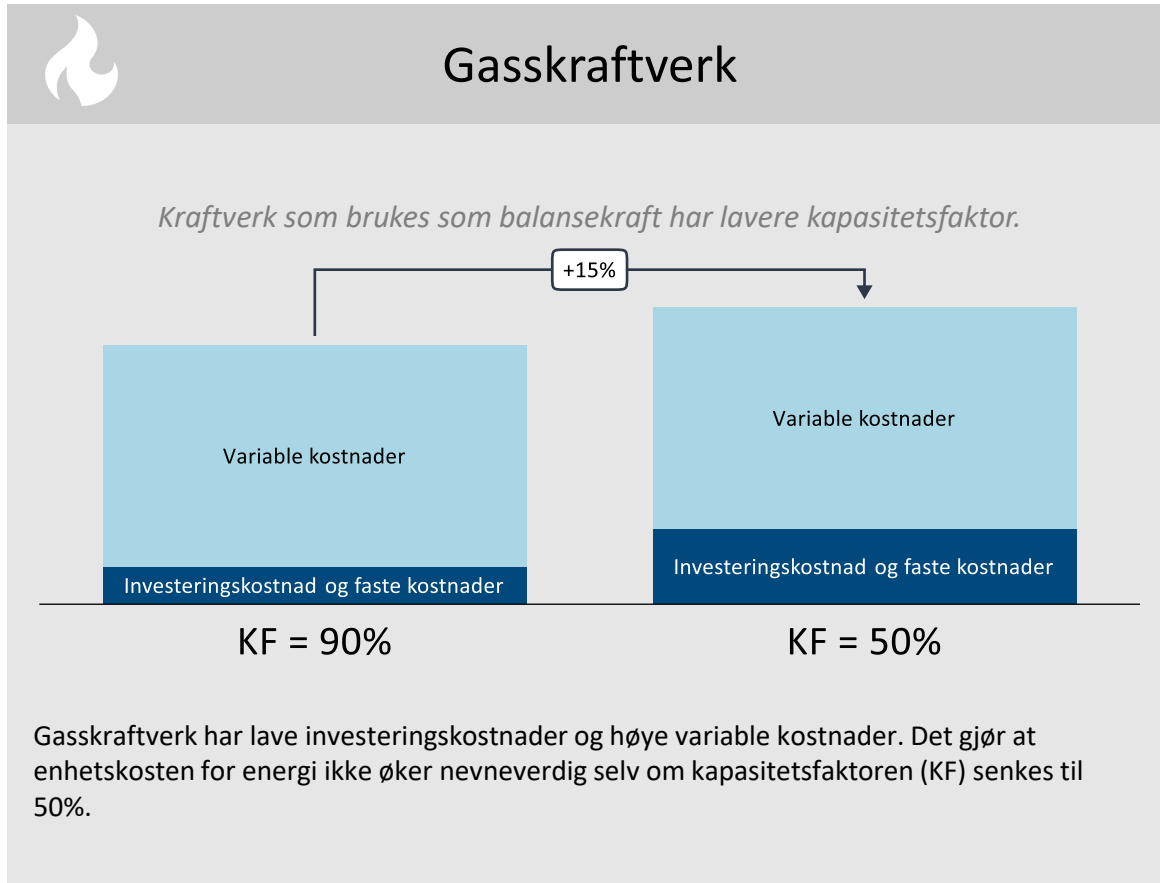 Gasskraftverk
Kraftverk som brukes som balansekraft har lavere kapasitetsfaktor.
+15%
Variable kostnader
Investeringskostnad og faste kostnader
KF = 90%
Variable kostnader
Investeringskostnad og faste kostnader
KF = 50%
Gasskraftverk har lave investeringskostnader og høye variable kostnader. Det gjør at
enhetskosten for energi ikke øker nevneverdig selv om kapasitetsfaktoren (KF) senkes til
50%.